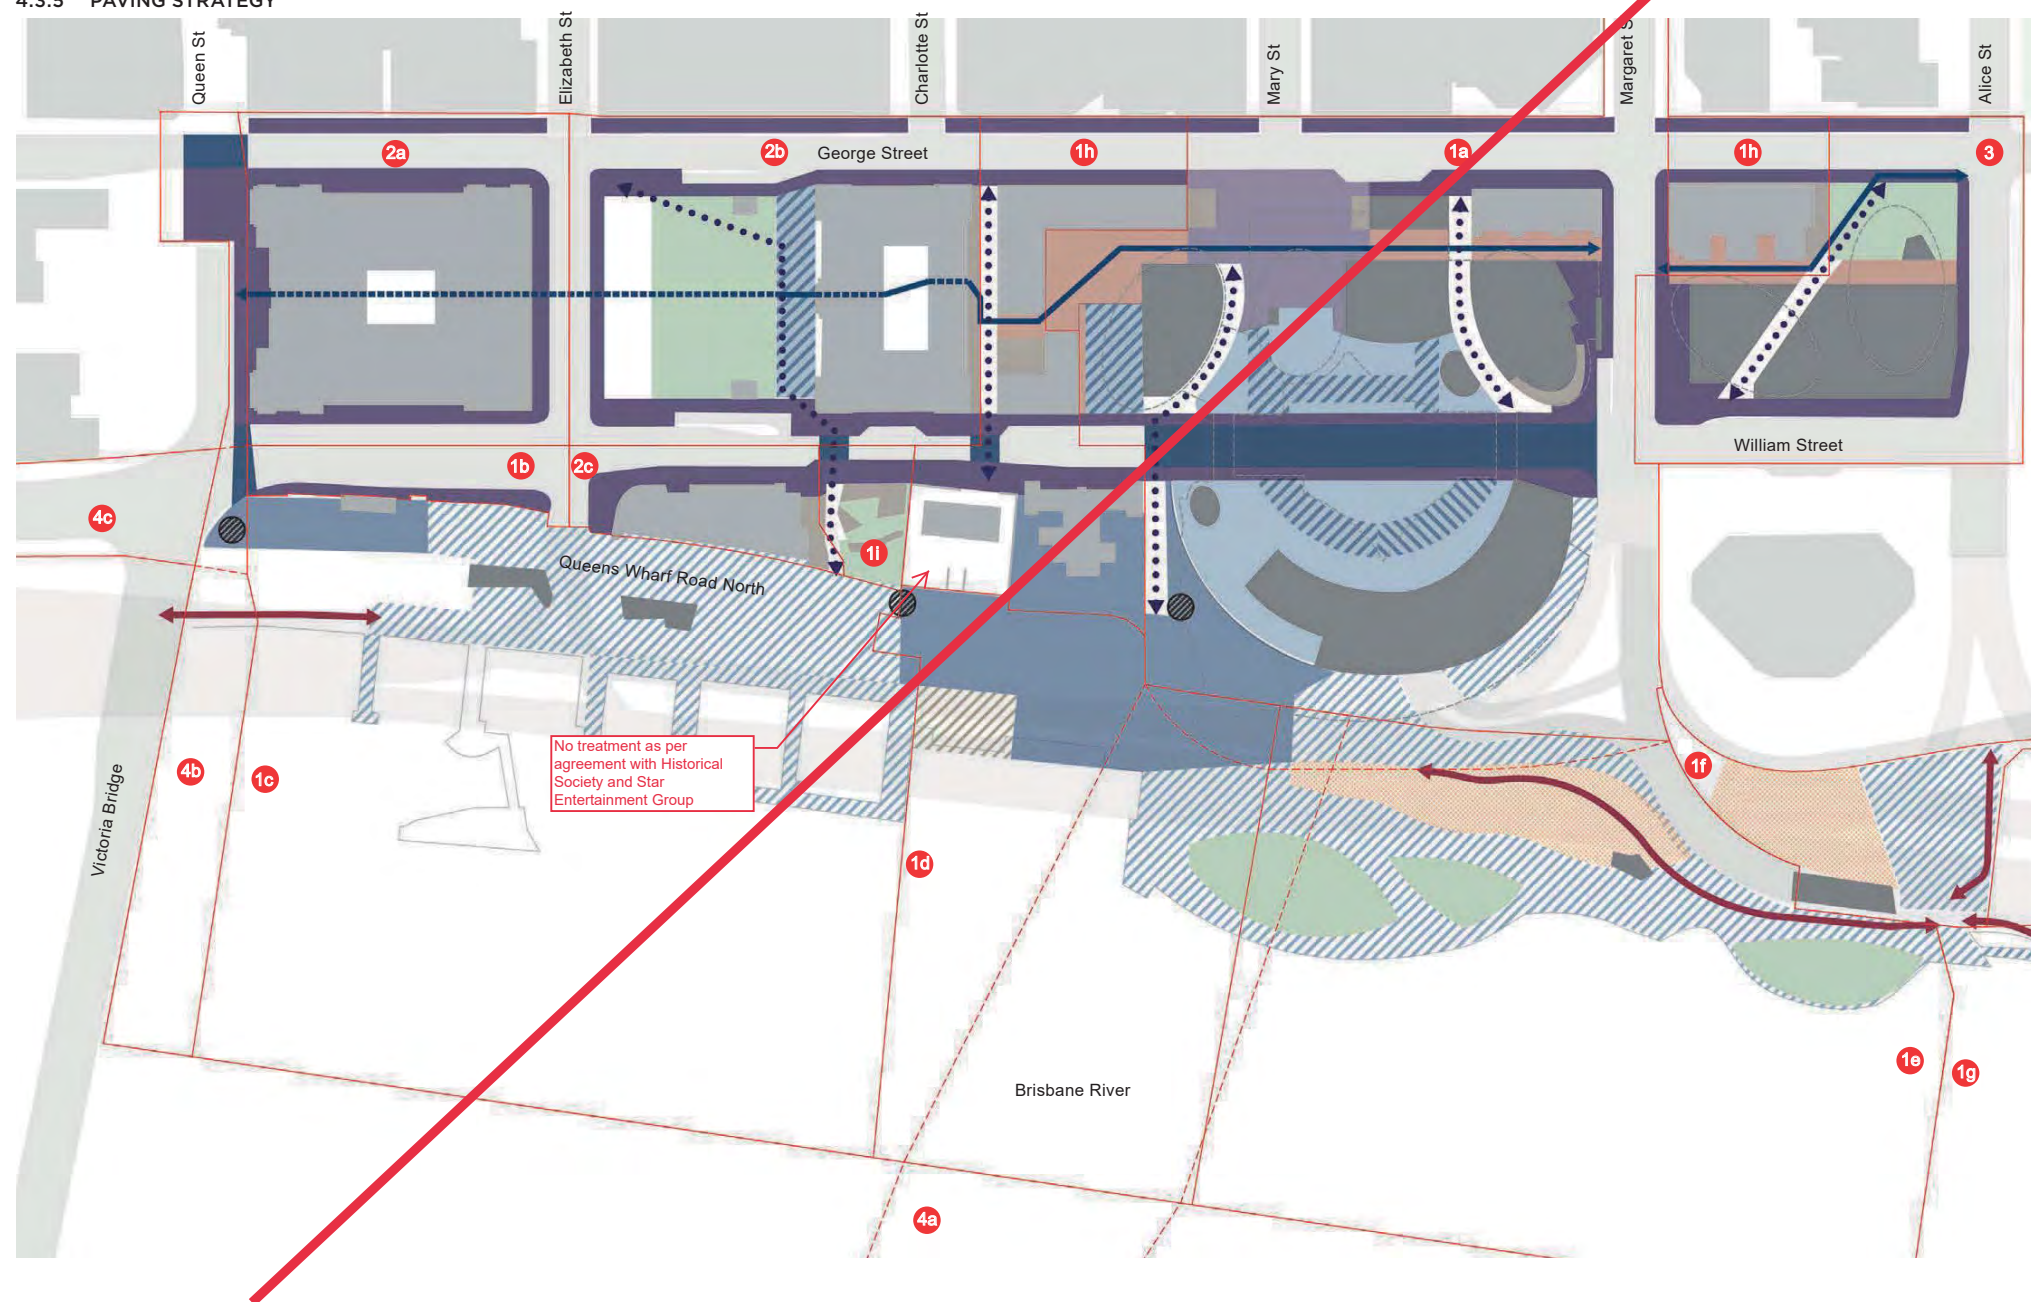 4.3.5 PAVING STRATEGY
Queen St
Elizabeth St
Charlotte St
Mary St
Margaret St
Alice St
2a
2b
George Street
1h
1a
1h
3
William Street
1b
2c
4c
1i
Queens Wharf Road North
No treatment as per
agreement with Historical
Society and Star
Entertainment Group
Victoria Bridge
4b
1c
1f
1d
1e
1g
Brisbane River
4a